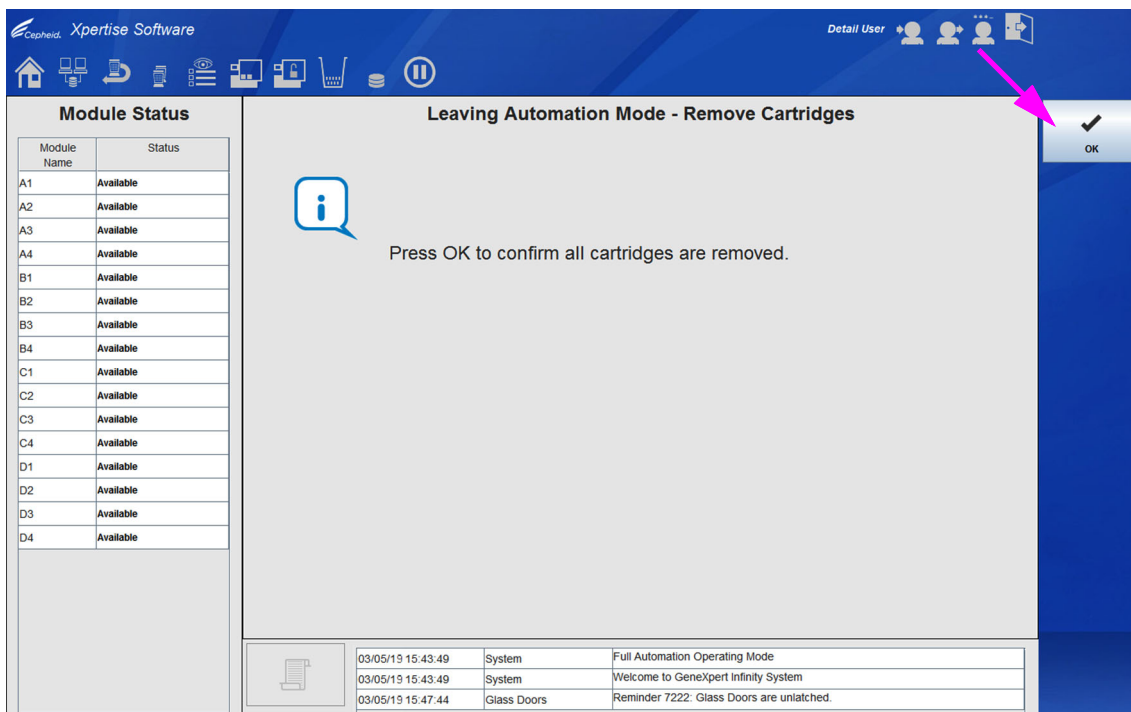 Cepheid. Xpertise Software
Detail User
Module Status
Leaving Automation Mode - Remove Cartridges
OK
Module Name Status
A1 Available
A2 Available
A3 Available
A4 Available
B1 Available
B2 Available
B3 Available
B4 Available
C1 Available
C2 Available
C3 Available
C4 Available
D1 Available
D2 Available
D3 Available
D4 Available
i
Press OK to confirm all cartridges are removed.
03/05/19 15:43:49 System Full Automation Operating Mode
03/05/19 15:43:49 System Welcome to GeneXpert Infinity System
03/05/19 15:47:44 Glass Doors Reminder 7222: Glass Doors are unlatched.